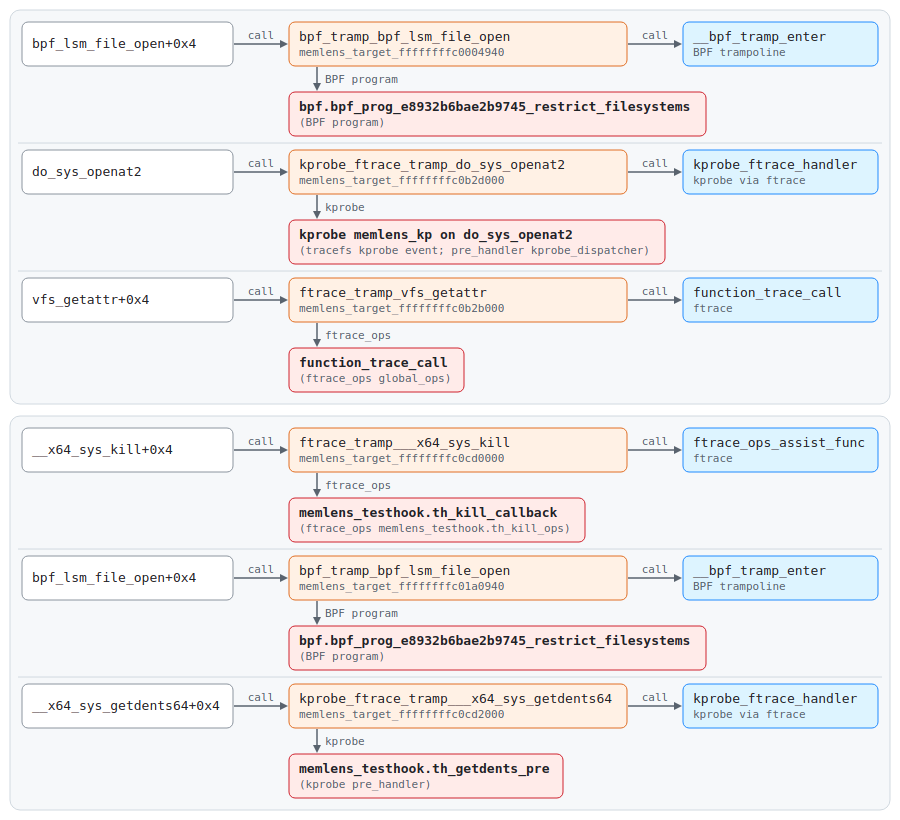 bpf_lsm_file_open+0x4
call
bpf_tramp_bpf_lsm_file_open
memlens_target_ffffffffc0004940
call
__bpf_tramp_enter
BPF trampoline
BPF program
bpf.bpf_prog_e8932b6bae2b9745_restrict_filesystems
(BPF program)
do_sys_openat2
call
kprobe_ftrace_tramp_do_sys_openat2
memlens_target_ffffffffc0b2d000
call
kprobe_ftrace_handler
kprobe via ftrace
kprobe
kprobe memlens_kp on do_sys_openat2
(tracefs kprobe event; pre_handler kprobe_dispatcher)
vfs_getattr+0x4
call
ftrace_tramp_vfs_getattr
memlens_target_ffffffffc0b2b000
call
function_trace_call
ftrace
ftrace_ops
function_trace_call
(ftrace_ops global_ops)
__x64_sys_kill+0x4
call
ftrace_tramp___x64_sys_kill
memlens_target_ffffffffc0cd0000
call
ftrace_ops_assist_func
ftrace
ftrace_ops
memlens_testhook.th_kill_callback
(ftrace_ops memlens_testhook.th_kill_ops)
bpf_lsm_file_open+0x4
call
bpf_tramp_bpf_lsm_file_open
memlens_target_ffffffffc01a0940
call
__bpf_tramp_enter
BPF trampoline
BPF program
bpf.bpf_prog_e8932b6bae2b9745_restrict_filesystems
(BPF program)
__x64_sys_getdents64+0x4
call
kprobe_ftrace_tramp___x64_sys_getdents64
memlens_target_ffffffffc0cd2000
call
kprobe_ftrace_handler
kprobe via ftrace
kprobe
memlens_testhook.th_getdents_pre
(kprobe pre_handler)